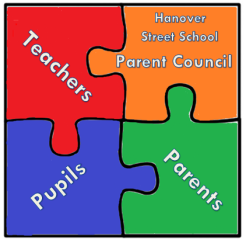 Teachers
Hanover
Street School
Parent Council
Pupils
Parents